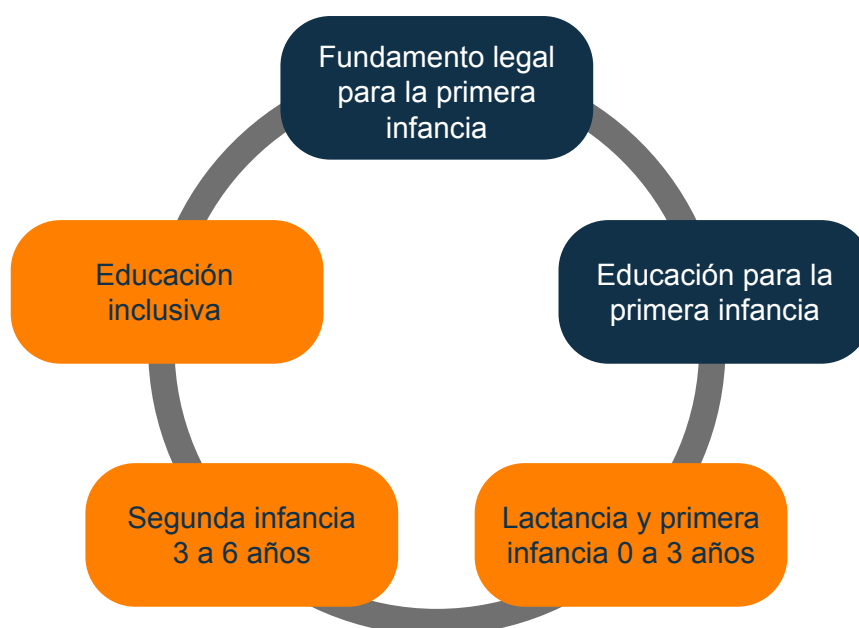 Fundamento legal
para la primera
infancia
Educación
inclusiva
Educación para la
primera infancia
Segunda infancia
3 a 6 años
Lactancia y primera
infancia 0 a 3 años